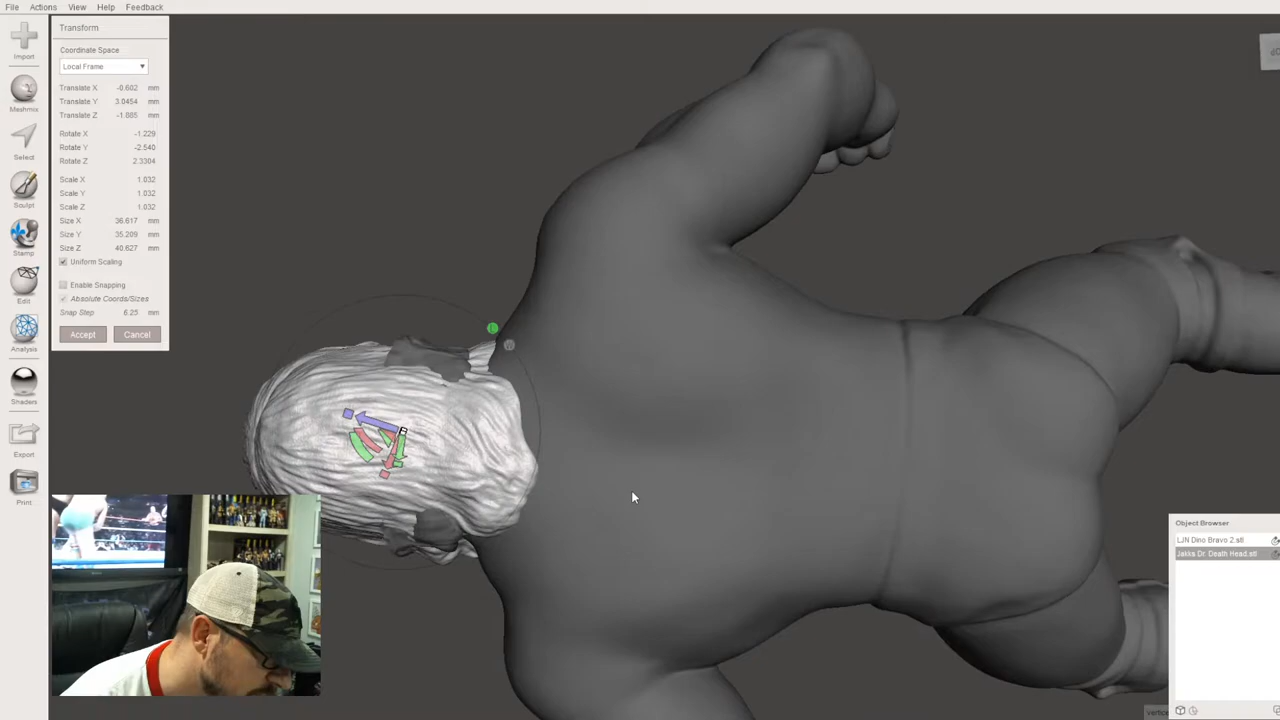 File Actions View Help Feedback
Import
Meshmix
Select
Sculpt
Stamp
Edit
Analysis
Shaders
Export
Print
Transform
Coordinate Space
Local Frame
Translate X -0.602 mm
Translate Y 3.0454 mm
Translate Z -1.885 mm
Rotate X -1.229
Rotate Y -2.540
Rotate Z 2.3304
Scale X 1.032
Scale Y 1.032
Scale Z 1.032
Size X 36.617 mm
Size Y 35.209 mm
Size Z 40.627 mm
Uniform Scaling
Enable Snapping
Absolute Coords/Sizes
Snap Step 6.25 mm
Accept Cancel
L
W
Object Browser
LJN Dino Bravo 2.stl
Jakks Dr. Death Head.stl